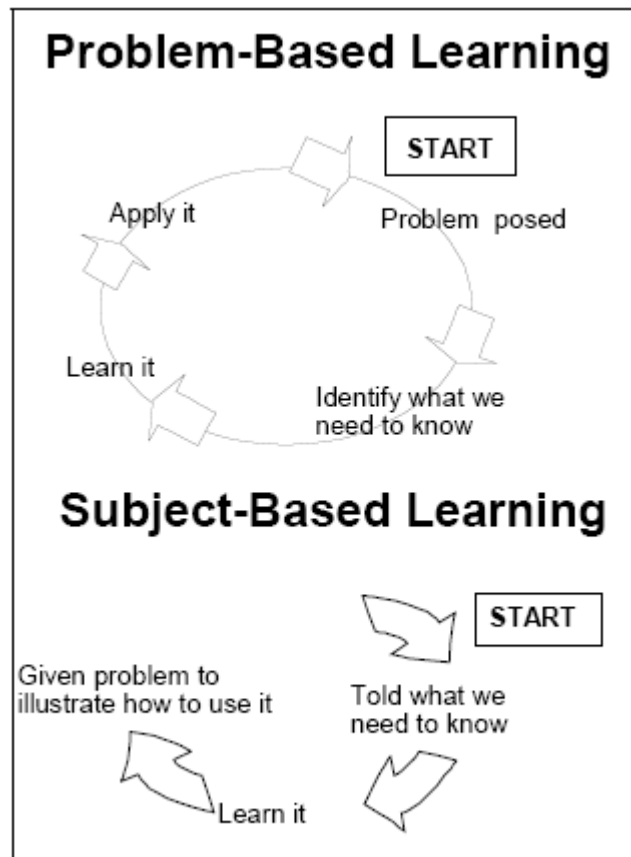 Problem-Based Learning
START
Apply it
Problem posed
Learn it
Identify what we
need to know
Subject-Based Learning
START
Given problem to
illustrate how to use it
Told what we
need to know
Learn it